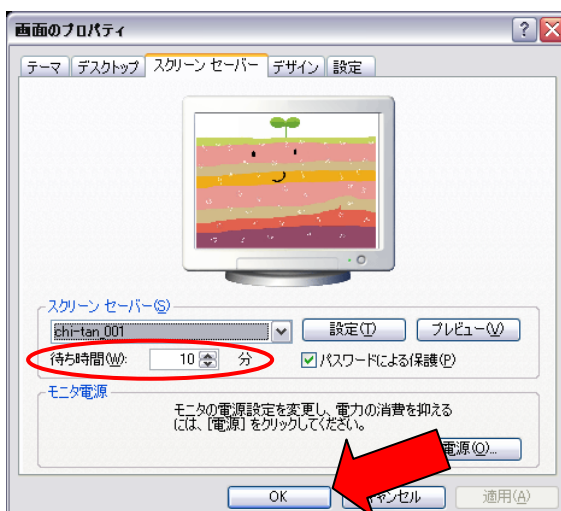 画面のプロパティ
テーマ デスクトップ スクリーン セーバー デザイン 設定
スクリーン セーバー(S)
chi-tan_001 設定(T) プレビュー(V)
待ち時間(W): 10 分 パスワードによる保護(P)
モニタ電源
モニタの電源設定を変更し、電力の消費を抑える
には、[電源] をクリックしてください。
電源(O)...
OK キャンセル 適用(A)